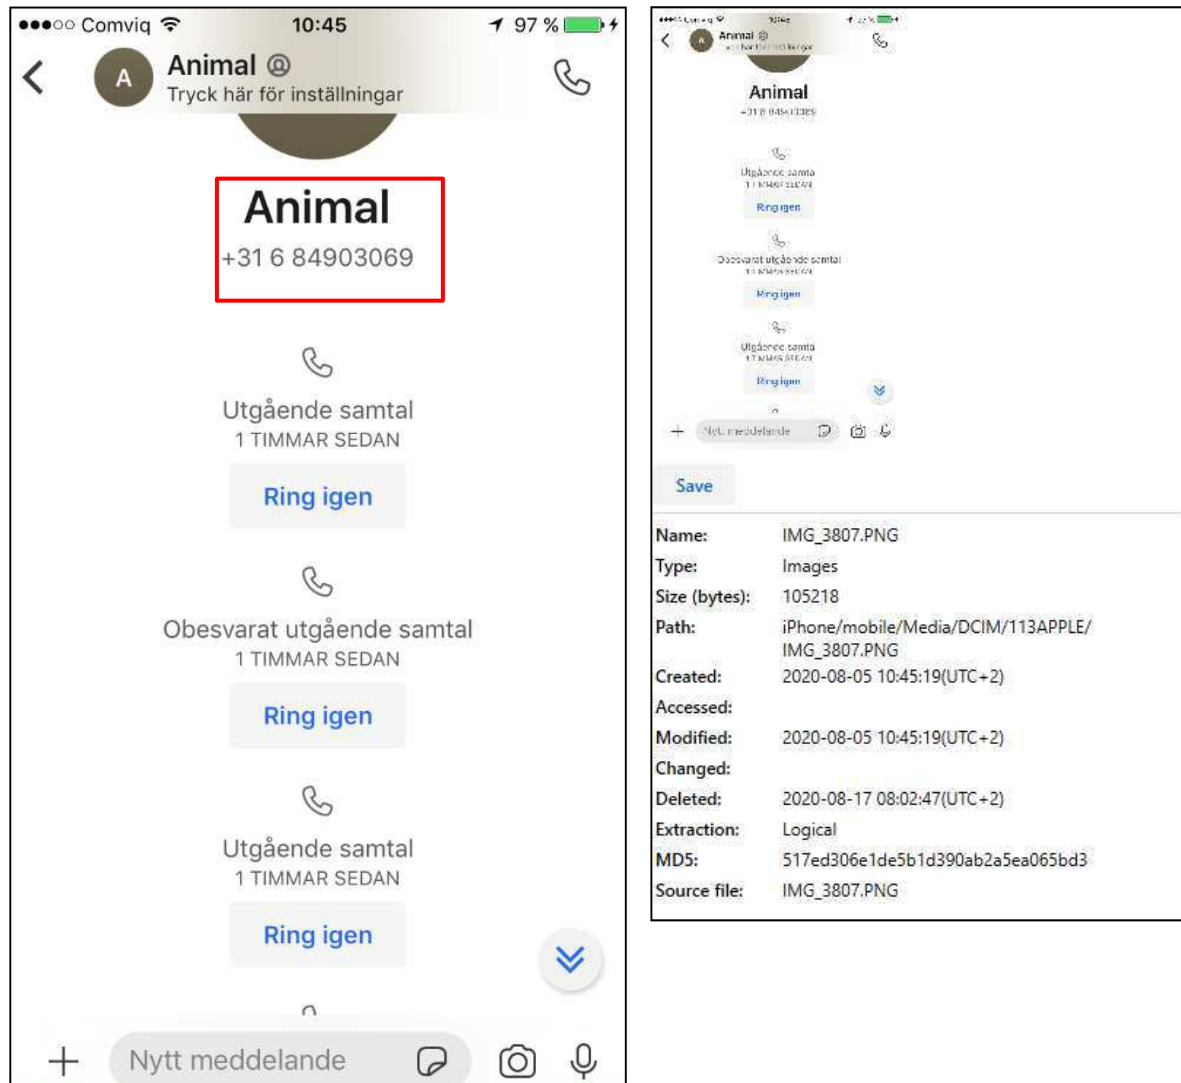 Comviq 10:45 97 %
A
Animal
Tryck här för inställningar
Animal
+31 6 84903069
Utgående samtal
1 TIMMAR SEDAN
Ring igen
Obesvarat utgående samtal
1 TIMMAR SEDAN
Ring igen
Utgående samtal
1 TIMMAR SEDAN
Ring igen
Nytt meddelande
Animal
Animal
Ring igen
Obesvarat utgående samtal
Ring igen
Ring igen
Nytt meddelande
Save
Name: IMG_3807.PNG
Type: Images
Size (bytes): 105218
Path: iPhone/mobile/Media/DCIM/113APPLE/
IMG_3807.PNG
Created: 2020-08-05 10:45:19(UTC+2)
Accessed:
Modified: 2020-08-05 10:45:19(UTC+2)
Changed:
Deleted: 2020-08-17 08:02:47(UTC+2)
Extraction: Logical
MD5: 517ed306e1de5b1d390ab2a5ea065bd3
Source file: IMG_3807.PNG